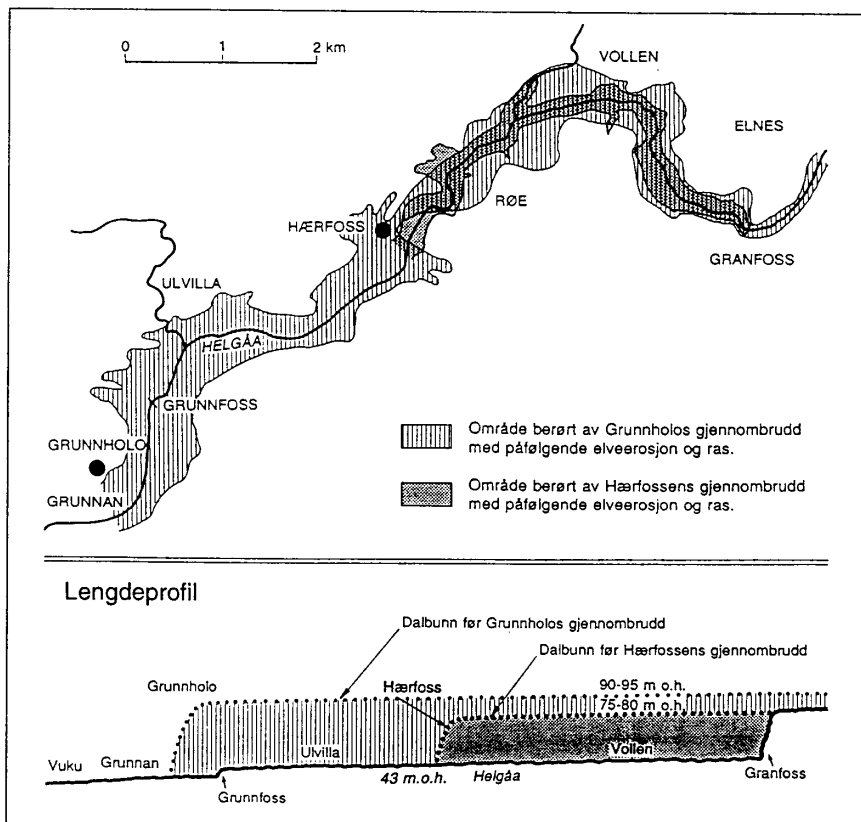 0 1 2 km
VOLLEN
ELNES
RØE
HÆRFOSS
GRANFOSS
ULVILLA
HELGÅA
GRUNNFOSS
GRUNNHOLO
GRUNNAN
Område berørt av Grunnholos gjennombrudd
med påfølgende elveerosjon og ras.
Område berørt av Hærfossens gjennombrudd
med påfølgende elveerosjon og ras.
Lengdeprofil
Dalbunn før Grunnholos gjennombrudd
Dalbunn før Hærfossens gjennombrudd
Grunnholo
Hærfoss
90-95 m o.h.
75-80 m o.h.
Vuku
Grunnan
Ulvilla
Vollen
Grunnfoss
43 m.o.h.
Helgåa
Granfoss